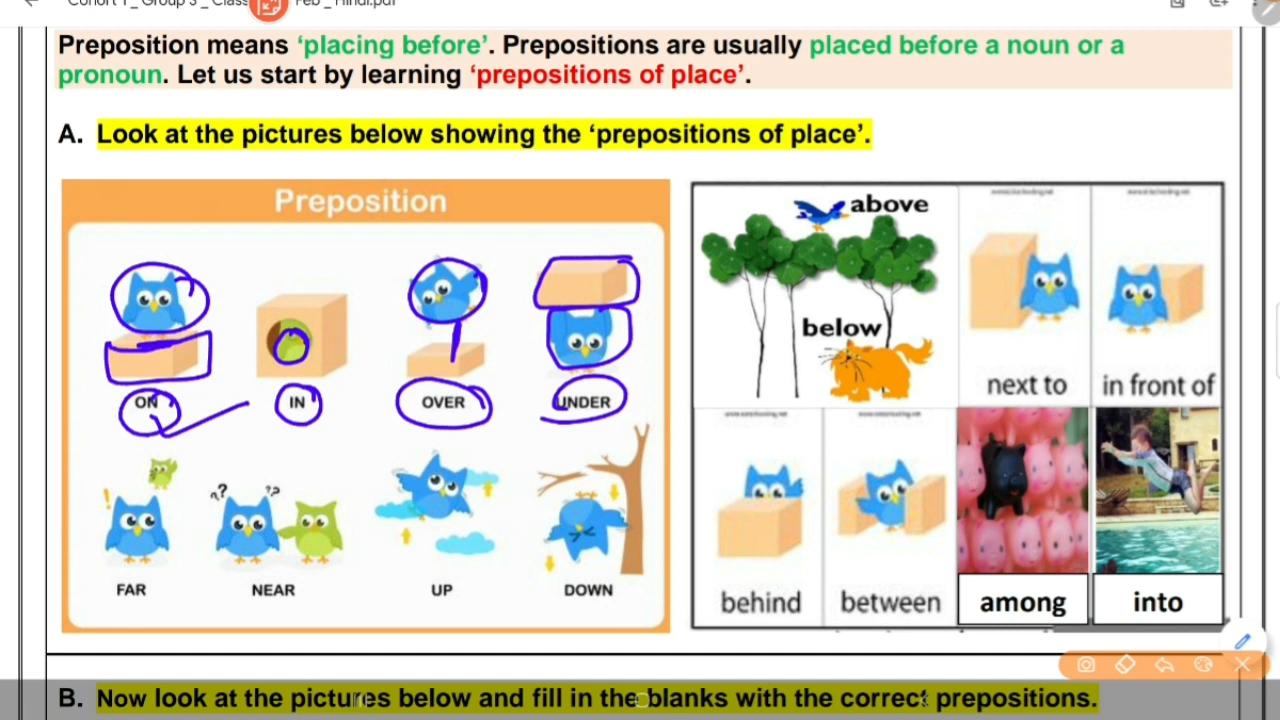 Preposition means ‘placing before’. Prepositions are usually placed before a noun or a
pronoun. Let us start by learning ‘prepositions of place’.
A. Look at the pictures below showing the ‘prepositions of place’.
Preposition
ON IN OVER UNDER
FAR NEAR UP DOWN
above
below
next to in front of
behind between among into
B. Now look at the pictures below and fill in the blanks with the correct prepositions.